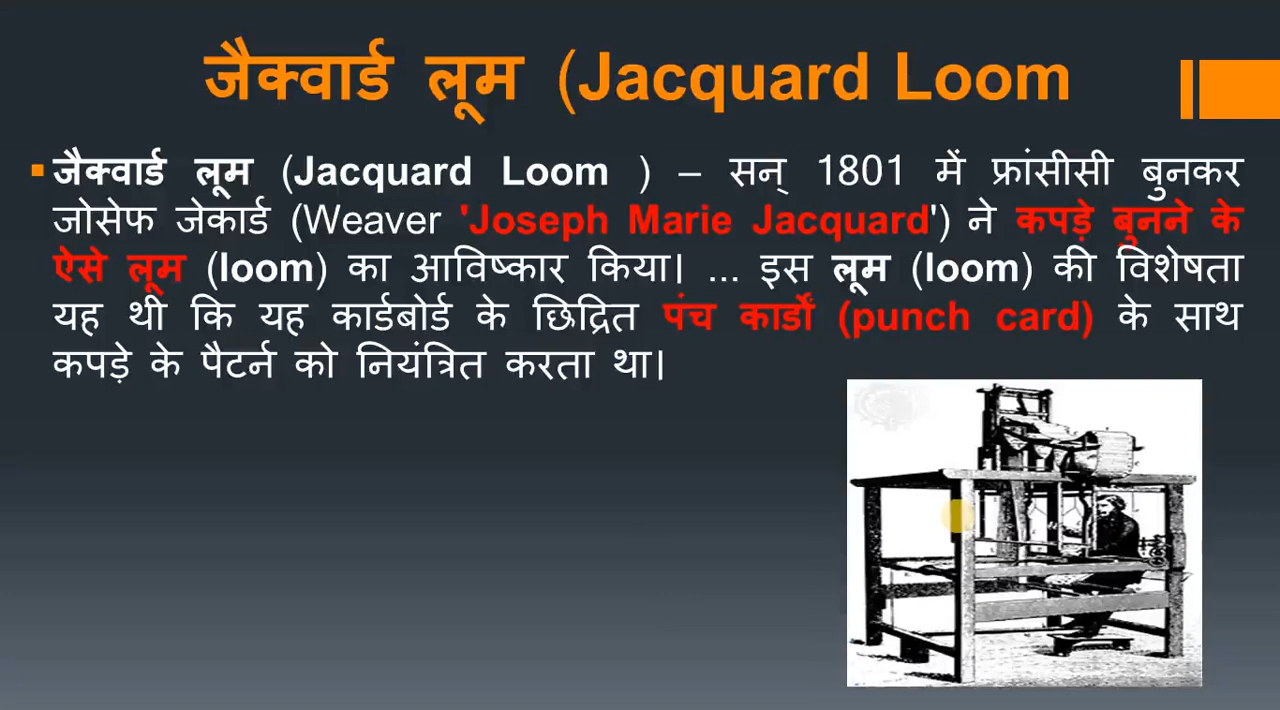 जैक्वार्ड लूम (Jacquard Loom
जैक्वार्ड लूम (Jacquard Loom ) – सन् 1801 में फ्रांसीसी बुनकर
जोसेफ जेकार्ड (Weaver 'Joseph Marie Jacquard') ने कपड़े बुनने के
ऐसे लूम (loom) का आविष्कार किया। ... इस लूम (loom) की विशेषता
यह थी कि यह कार्डबोर्ड के छिद्रित पंच कार्डों (punch card) के साथ
कपड़े के पैटर्न को नियंत्रित करता था।